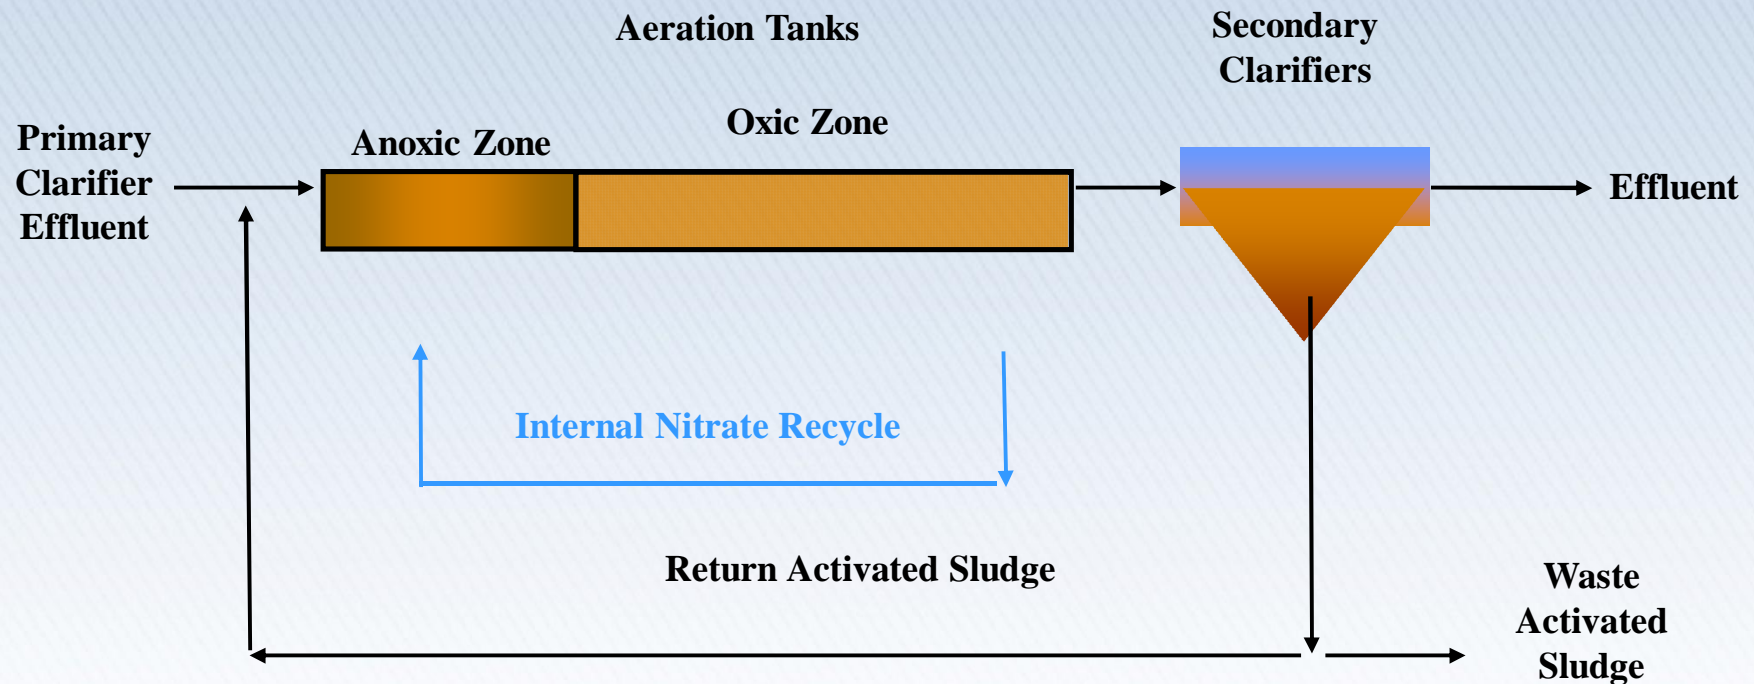 Aeration Tanks
Secondary
Clarifiers
Primary
Clarifier
Effluent
Anoxic Zone
Oxic Zone
Effluent
Internal Nitrate Recycle
Return Activated Sludge
Waste
Activated
Sludge